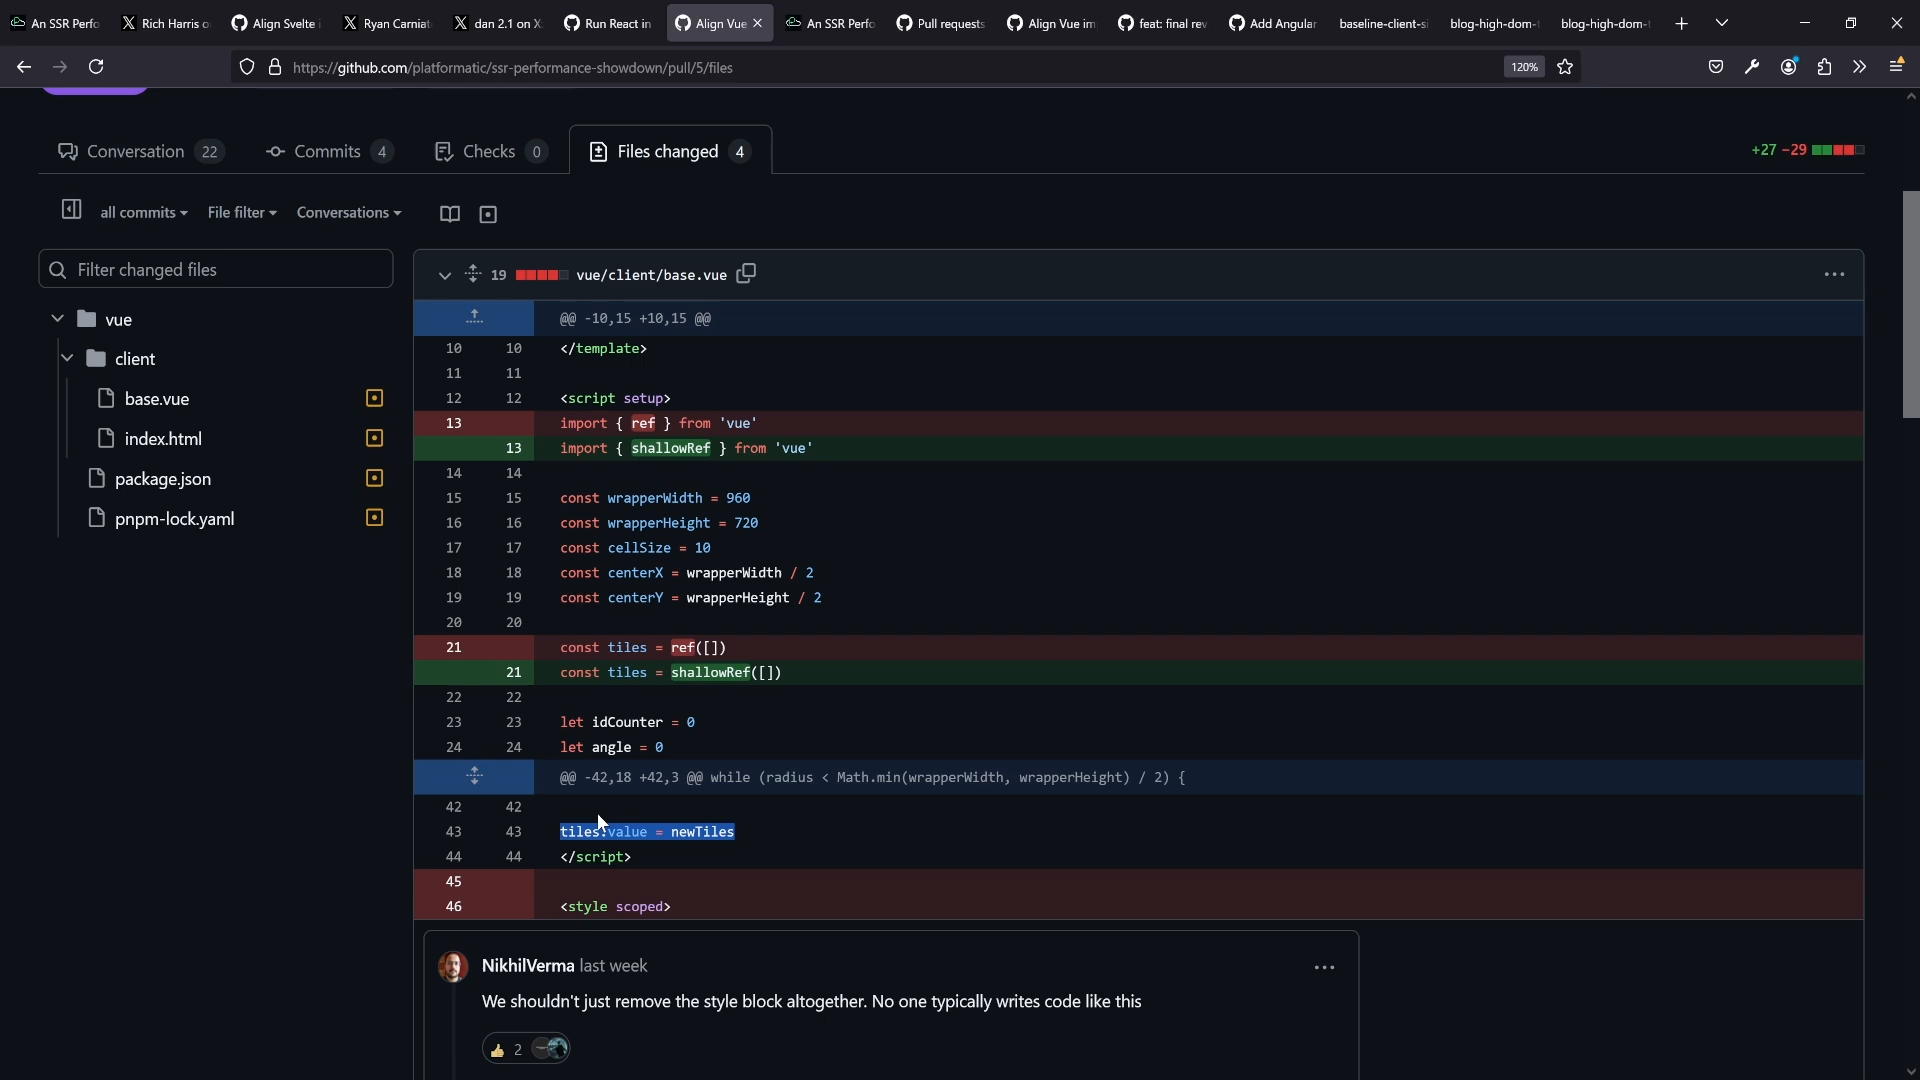 An SSR Perfo
Rich Harris o
Align Svelte i
Ryan Carniat
dan 2.1 on X
Run React in
Align Vue
An SSR Perfo
Pull requests
Align Vue im
feat: final rev
Add Angular
baseline-client-si
blog-high-dom-
blog-high-dom-
https://github.com/platformatic/ssr-performance-showdown/pull/5/files
120%
Conversation 22
Commits 4
Checks 0
Files changed 4
+27 −29
all commits
File filter
Conversations
Filter changed files
vue
client
base.vue
index.html
package.json
pnpm-lock.yaml
19 vue/client/base.vue
@@ -10,15 +10,15 @@
10 10 </template>
11 11
12 12 <script setup>
13 import { ref } from 'vue'
13 import { shallowRef } from 'vue'
14 14
15 15 const wrapperWidth = 960
16 16 const wrapperHeight = 720
17 17 const cellSize = 10
18 18 const centerX = wrapperWidth / 2
19 19 const centerY = wrapperHeight / 2
20 20
21 const tiles = ref([])
21 const tiles = shallowRef([])
22 22
23 23 let idCounter = 0
24 24 let angle = 0
@@ -42,18 +42,3 @@ while (radius < Math.min(wrapperWidth, wrapperHeight) / 2) {
42 42
43 43 tiles.value = newTiles
44 44 </script>
45
46 <style scoped>
NikhilVerma last week
We shouldn't just remove the style block altogether. No one typically writes code like this
2